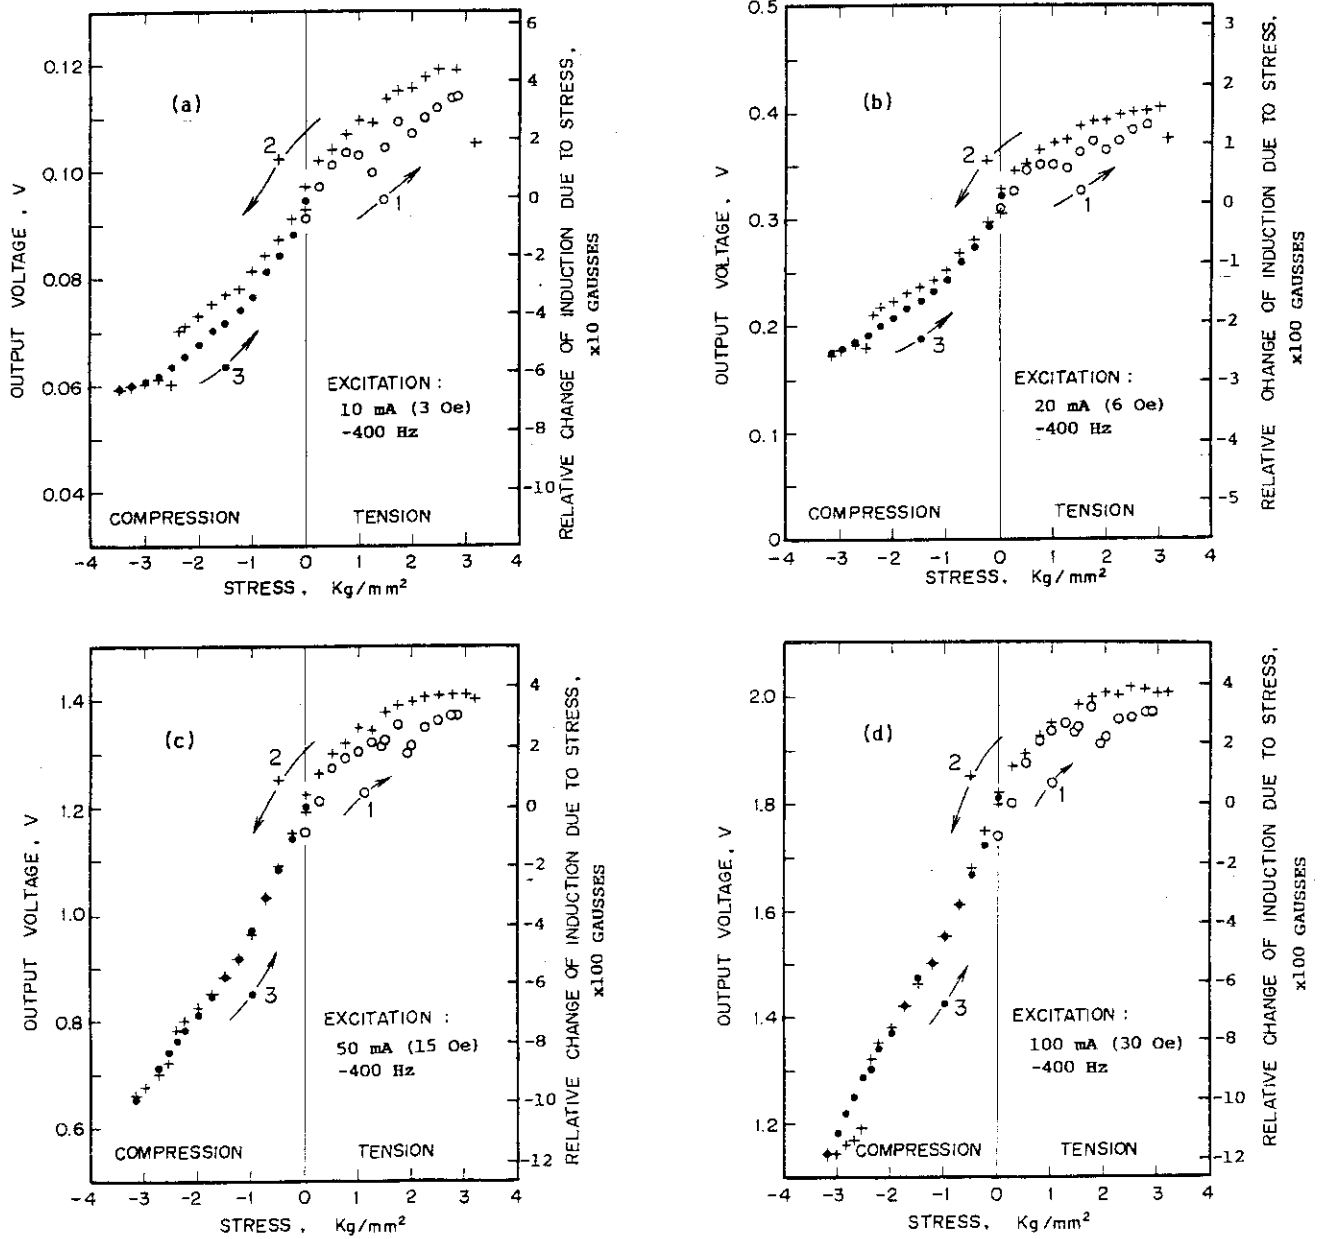 (a)
OUTPUT VOLTAGE, V
0.12
0.10
0.08
0.06
0.04
2
1
3
EXCITATION :
10 mA (3 Oe)
-400 Hz
COMPRESSION
TENSION
-4 -3 -2 -1 0 1 2 3 4
STRESS, Kg/mm²
6
4
2
0
-2
-4
-6
-8
-10
RELATIVE CHANGE OF INDUCTION DUE TO STRESS,
x10 GAUSSES
(b)
OUTPUT VOLTAGE, V
0.5
0.4
0.3
0.2
0.1
0
2
1
3
EXCITATION :
20 mA (6 Oe)
-400 Hz
COMPRESSION
TENSION
-4 -3 -2 -1 0 1 2 3 4
STRESS, Kg/mm²
3
2
1
0
-1
-2
-3
-4
-5
RELATIVE CHANGE OF INDUCTION DUE TO STRESS,
x100 GAUSSES
(c)
OUTPUT VOLTAGE, V
1.4
1.2
1.0
0.8
0.6
2
1
3
EXCITATION :
50 mA (15 Oe)
-400 Hz
COMPRESSION
TENSION
-4 -3 -2 -1 0 1 2 3 4
STRESS, Kg/mm²
4
2
0
-2
-4
-6
-8
-10
-12
RELATIVE CHANGE OF INDUCTION DUE TO STRESS,
x100 GAUSSES
(d)
OUTPUT VOLTAGE, V
2.0
1.8
1.6
1.4
1.2
2
1
3
EXCITATION :
100 mA (30 Oe)
-400 Hz
COMPRESSION
TENSION
-4 -3 -2 -1 0 1 2 3 4
STRESS, Kg/mm²
4
2
0
-2
-4
-6
-8
-10
-12
RELATIVE CHANGE OF INDUCTION DUE TO STRESS,
x100 GAUSSES